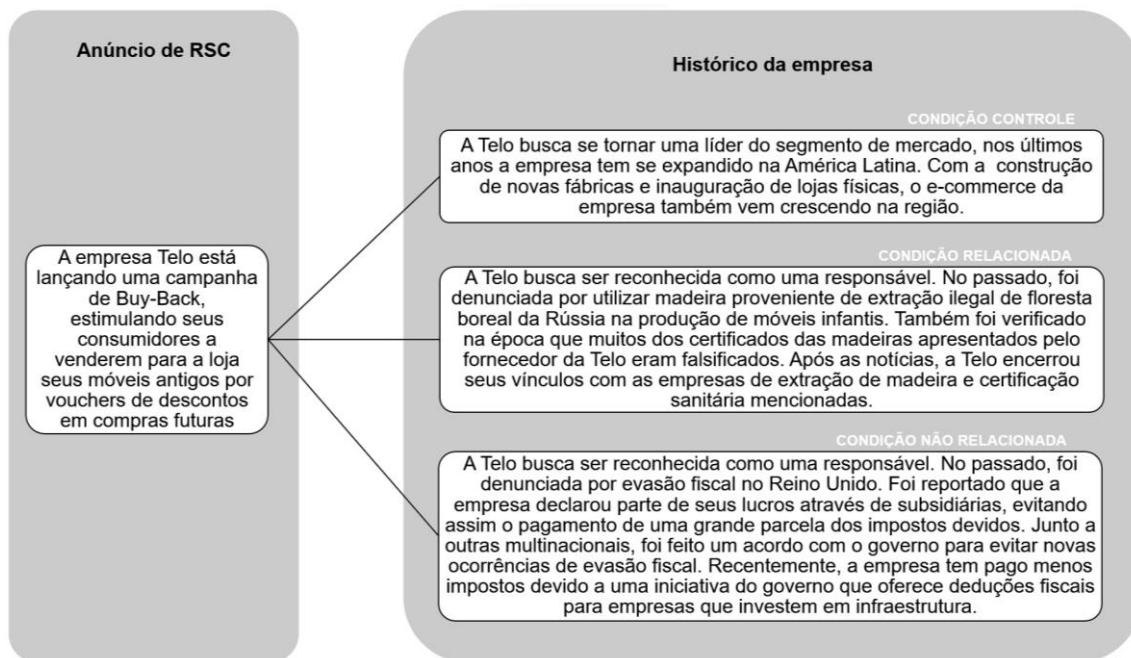 Anúncio de RSC
A empresa Telo está
lançando uma campanha
de Buy-Back,
estimulando seus
consumidores a
venderem para a loja
seus móveis antigos por
vouchers de descontos
em compras futuras
Histórico da empresa
CONDIÇÃO CONTROLE
A Telo busca se tornar uma líder do segmento de mercado, nos últimos
anos a empresa tem se expandido na América Latina. Com a construção
de novas fábricas e inauguração de lojas físicas, o e-commerce da
empresa também vem crescendo na região.
CONDIÇÃO RELACIONADA
A Telo busca ser reconhecida como uma responsável. No passado, foi
denunciada por utilizar madeira proveniente de extração ilegal de floresta
boreal da Rússia na produção de móveis infantis. Também foi verificado
na época que muitos dos certificados das madeiras apresentados pelo
fornecedor da Telo eram falsificados. Após as notícias, a Telo encerrou
seus vínculos com as empresas de extração de madeira e certificação
sanitária mencionadas.
CONDIÇÃO NÃO RELACIONADA
A Telo busca ser reconhecida como uma responsável. No passado, foi
denunciada por evasão fiscal no Reino Unido. Foi reportado que a
empresa declarou parte de seus lucros através de subsidiárias, evitando
assim o pagamento de uma grande parcela dos impostos devidos. Junto a
outras multinacionais, foi feito um acordo com o governo para evitar novas
ocorrências de evasão fiscal. Recentemente, a empresa tem pago menos
impostos devido a uma iniciativa do governo que oferece deduções fiscais
para empresas que investem em infraestrutura.